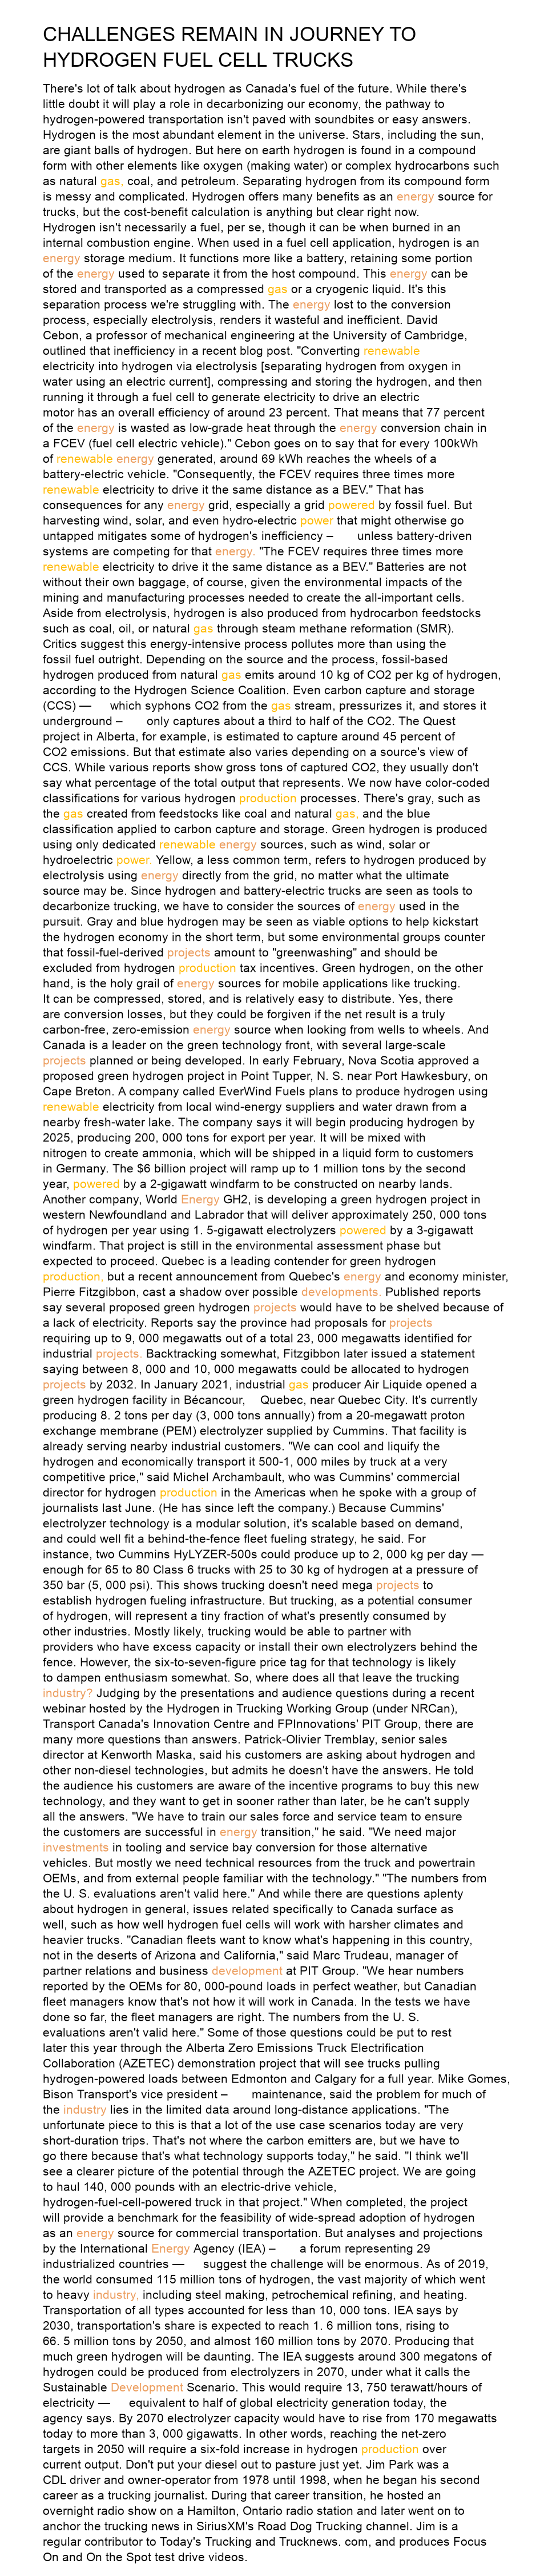 CHALLENGES REMAIN IN JOURNEY TO
HYDROGEN FUEL CELL TRUCKS
There's lot of talk about hydrogen as Canada's fuel of the future. While there's
little doubt it will play a role in decarbonizing our economy, the pathway to
hydrogen-powered transportation isn't paved with soundbites or easy answers.
Hydrogen is the most abundant element in the universe. Stars, including the sun,
are giant balls of hydrogen. But here on earth hydrogen is found in a compound
form with other elements like oxygen (making water) or complex hydrocarbons such
as natural gas, coal, and petroleum. Separating hydrogen from its compound form
is messy and complicated. Hydrogen offers many benefits as an energy source for
trucks, but the cost-benefit calculation is anything but clear right now.
Hydrogen isn't necessarily a fuel, per se, though it can be when burned in an
internal combustion engine. When used in a fuel cell application, hydrogen is an
energy storage medium. It functions more like a battery, retaining some portion
of the energy used to separate it from the host compound. This energy can be
stored and transported as a compressed gas or a cryogenic liquid. It's this
separation process we're struggling with. The energy lost to the conversion
process, especially electrolysis, renders it wasteful and inefficient. David
Cebon, a professor of mechanical engineering at the University of Cambridge,
outlined that inefficiency in a recent blog post. "Converting renewable
electricity into hydrogen via electrolysis [separating hydrogen from oxygen in
water using an electric current], compressing and storing the hydrogen, and then
running it through a fuel cell to generate electricity to drive an electric
motor has an overall efficiency of around 23 percent. That means that 77 percent
of the energy is wasted as low-grade heat through the energy conversion chain in
a FCEV (fuel cell electric vehicle)." Cebon goes on to say that for every 100kWh
of renewable energy generated, around 69 kWh reaches the wheels of a
battery-electric vehicle. "Consequently, the FCEV requires three times more
renewable electricity to drive it the same distance as a BEV." That has
consequences for any energy grid, especially a grid powered by fossil fuel. But
harvesting wind, solar, and even hydro-electric power that might otherwise go
untapped mitigates some of hydrogen's inefficiency – unless battery-driven
systems are competing for that energy. "The FCEV requires three times more
renewable electricity to drive it the same distance as a BEV." Batteries are not
without their own baggage, of course, given the environmental impacts of the
mining and manufacturing processes needed to create the all-important cells.
Aside from electrolysis, hydrogen is also produced from hydrocarbon feedstocks
such as coal, oil, or natural gas through steam methane reformation (SMR).
Critics suggest this energy-intensive process pollutes more than using the
fossil fuel outright. Depending on the source and the process, fossil-based
hydrogen produced from natural gas emits around 10 kg of CO2 per kg of hydrogen,
according to the Hydrogen Science Coalition. Even carbon capture and storage
(CCS) — which syphons CO2 from the gas stream, pressurizes it, and stores it
underground – only captures about a third to half of the CO2. The Quest
project in Alberta, for example, is estimated to capture around 45 percent of
CO2 emissions. But that estimate also varies depending on a source's view of
CCS. While various reports show gross tons of captured CO2, they usually don't
say what percentage of the total output that represents. We now have color-coded
classifications for various hydrogen production processes. There's gray, such as
the gas created from feedstocks like coal and natural gas, and the blue
classification applied to carbon capture and storage. Green hydrogen is produced
using only dedicated renewable energy sources, such as wind, solar or
hydroelectric power. Yellow, a less common term, refers to hydrogen produced by
electrolysis using energy directly from the grid, no matter what the ultimate
source may be. Since hydrogen and battery-electric trucks are seen as tools to
decarbonize trucking, we have to consider the sources of energy used in the
pursuit. Gray and blue hydrogen may be seen as viable options to help kickstart
the hydrogen economy in the short term, but some environmental groups counter
that fossil-fuel-derived projects amount to "greenwashing" and should be
excluded from hydrogen production tax incentives. Green hydrogen, on the other
hand, is the holy grail of energy sources for mobile applications like trucking.
It can be compressed, stored, and is relatively easy to distribute. Yes, there
are conversion losses, but they could be forgiven if the net result is a truly
carbon-free, zero-emission energy source when looking from wells to wheels. And
Canada is a leader on the green technology front, with several large-scale
projects planned or being developed. In early February, Nova Scotia approved a
proposed green hydrogen project in Point Tupper, N. S. near Port Hawkesbury, on
Cape Breton. A company called EverWind Fuels plans to produce hydrogen using
renewable electricity from local wind-energy suppliers and water drawn from a
nearby fresh-water lake. The company says it will begin producing hydrogen by
2025, producing 200, 000 tons for export per year. It will be mixed with
nitrogen to create ammonia, which will be shipped in a liquid form to customers
in Germany. The $6 billion project will ramp up to 1 million tons by the second
year, powered by a 2-gigawatt windfarm to be constructed on nearby lands.
Another company, World Energy GH2, is developing a green hydrogen project in
western Newfoundland and Labrador that will deliver approximately 250, 000 tons
of hydrogen per year using 1. 5-gigawatt electrolyzers powered by a 3-gigawatt
windfarm. That project is still in the environmental assessment phase but
expected to proceed. Quebec is a leading contender for green hydrogen
production, but a recent announcement from Quebec's energy and economy minister,
Pierre Fitzgibbon, cast a shadow over possible developments. Published reports
say several proposed green hydrogen projects would have to be shelved because of
a lack of electricity. Reports say the province had proposals for projects
requiring up to 9, 000 megawatts out of a total 23, 000 megawatts identified for
industrial projects. Backtracking somewhat, Fitzgibbon later issued a statement
saying between 8, 000 and 10, 000 megawatts could be allocated to hydrogen
projects by 2032. In January 2021, industrial gas producer Air Liquide opened a
green hydrogen facility in Bécancour, Quebec, near Quebec City. It's currently
producing 8. 2 tons per day (3, 000 tons annually) from a 20-megawatt proton
exchange membrane (PEM) electrolyzer supplied by Cummins. That facility is
already serving nearby industrial customers. "We can cool and liquify the
hydrogen and economically transport it 500-1, 000 miles by truck at a very
competitive price," said Michel Archambault, who was Cummins' commercial
director for hydrogen production in the Americas when he spoke with a group of
journalists last June. (He has since left the company.) Because Cummins'
electrolyzer technology is a modular solution, it's scalable based on demand,
and could well fit a behind-the-fence fleet fueling strategy, he said. For
instance, two Cummins HyLYZER-500s could produce up to 2, 000 kg per day —
enough for 65 to 80 Class 6 trucks with 25 to 30 kg of hydrogen at a pressure of
350 bar (5, 000 psi). This shows trucking doesn't need mega projects to
establish hydrogen fueling infrastructure. But trucking, as a potential consumer
of hydrogen, will represent a tiny fraction of what's presently consumed by
other industries. Mostly likely, trucking would be able to partner with
providers who have excess capacity or install their own electrolyzers behind the
fence. However, the six-to-seven-figure price tag for that technology is likely
to dampen enthusiasm somewhat. So, where does all that leave the trucking
industry? Judging by the presentations and audience questions during a recent
webinar hosted by the Hydrogen in Trucking Working Group (under NRCan),
Transport Canada's Innovation Centre and FPInnovations' PIT Group, there are
many more questions than answers. Patrick-Olivier Tremblay, senior sales
director at Kenworth Maska, said his customers are asking about hydrogen and
other non-diesel technologies, but admits he doesn't have the answers. He told
the audience his customers are aware of the incentive programs to buy this new
technology, and they want to get in sooner rather than later, be he can't supply
all the answers. "We have to train our sales force and service team to ensure
the customers are successful in energy transition," he said. "We need major
investments in tooling and service bay conversion for those alternative
vehicles. But mostly we need technical resources from the truck and powertrain
OEMs, and from external people familiar with the technology." "The numbers from
the U. S. evaluations aren't valid here." And while there are questions aplenty
about hydrogen in general, issues related specifically to Canada surface as
well, such as how well hydrogen fuel cells will work with harsher climates and
heavier trucks. "Canadian fleets want to know what's happening in this country,
not in the deserts of Arizona and California," said Marc Trudeau, manager of
partner relations and business development at PIT Group. "We hear numbers
reported by the OEMs for 80, 000-pound loads in perfect weather, but Canadian
fleet managers know that's not how it will work in Canada. In the tests we have
done so far, the fleet managers are right. The numbers from the U. S.
evaluations aren't valid here." Some of those questions could be put to rest
later this year through the Alberta Zero Emissions Truck Electrification
Collaboration (AZETEC) demonstration project that will see trucks pulling
hydrogen-powered loads between Edmonton and Calgary for a full year. Mike Gomes,
Bison Transport's vice president – maintenance, said the problem for much of
the industry lies in the limited data around long-distance applications. "The
unfortunate piece to this is that a lot of the use case scenarios today are very
short-duration trips. That's not where the carbon emitters are, but we have to
go there because that's what technology supports today," he said. "I think we'll
see a clearer picture of the potential through the AZETEC project. We are going
to haul 140, 000 pounds with an electric-drive vehicle,
hydrogen-fuel-cell-powered truck in that project." When completed, the project
will provide a benchmark for the feasibility of wide-spread adoption of hydrogen
as an energy source for commercial transportation. But analyses and projections
by the International Energy Agency (IEA) – a forum representing 29
industrialized countries — suggest the challenge will be enormous. As of 2019,
the world consumed 115 million tons of hydrogen, the vast majority of which went
to heavy industry, including steel making, petrochemical refining, and heating.
Transportation of all types accounted for less than 10, 000 tons. IEA says by
2030, transportation's share is expected to reach 1. 6 million tons, rising to
66. 5 million tons by 2050, and almost 160 million tons by 2070. Producing that
much green hydrogen will be daunting. The IEA suggests around 300 megatons of
hydrogen could be produced from electrolyzers in 2070, under what it calls the
Sustainable Development Scenario. This would require 13, 750 terawatt/hours of
electricity — equivalent to half of global electricity generation today, the
agency says. By 2070 electrolyzer capacity would have to rise from 170 megawatts
today to more than 3, 000 gigawatts. In other words, reaching the net-zero
targets in 2050 will require a six-fold increase in hydrogen production over
current output. Don't put your diesel out to pasture just yet. Jim Park was a
CDL driver and owner-operator from 1978 until 1998, when he began his second
career as a trucking journalist. During that career transition, he hosted an
overnight radio show on a Hamilton, Ontario radio station and later went on to
anchor the trucking news in SiriusXM's Road Dog Trucking channel. Jim is a
regular contributor to Today's Trucking and Trucknews. com, and produces Focus
On and On the Spot test drive videos.